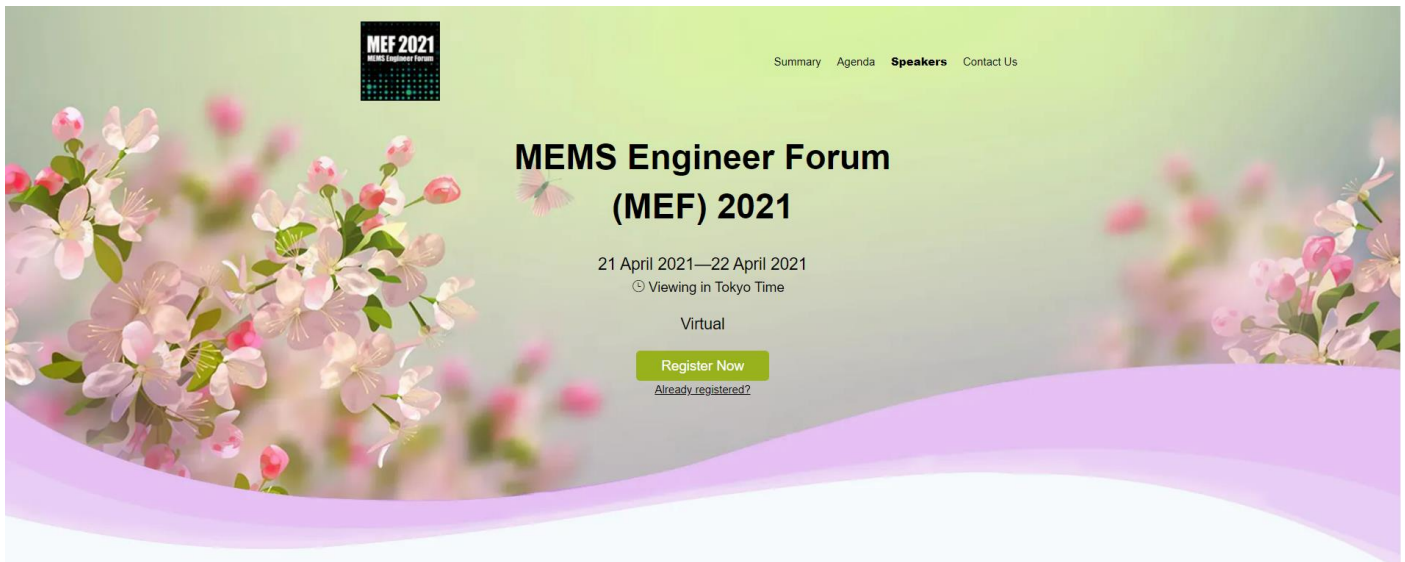 MEF 2021
MEMS Engineer Forum
Summary Agenda Speakers Contact Us
MEMS Engineer Forum
(MEF) 2021
21 April 2021—22 April 2021
Viewing in Tokyo Time
Virtual
Register Now
Already registered?